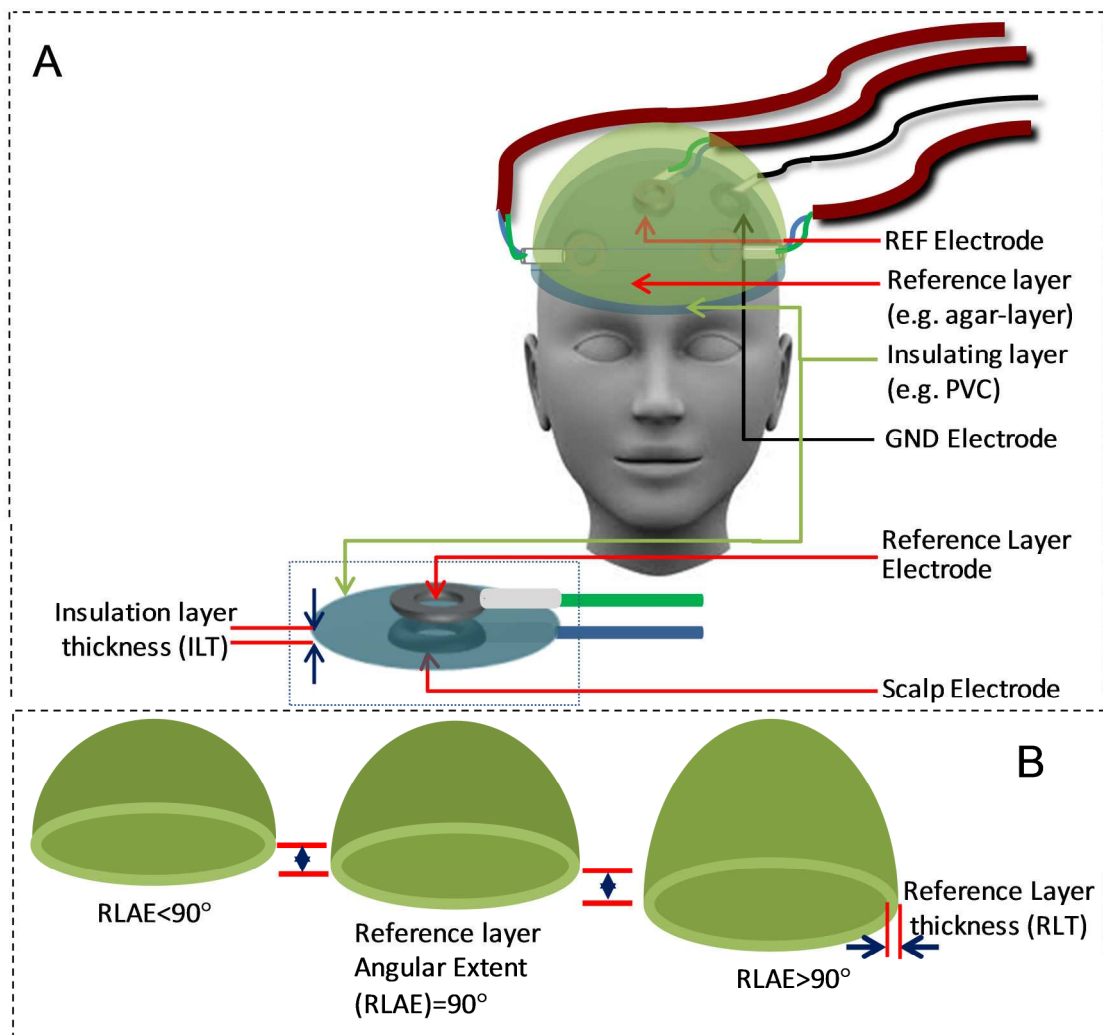 A
REF Electrode
Reference layer
(e.g. agar-layer)
Insulating layer
(e.g. PVC)
GND Electrode
Reference Layer
Electrode
Insulation layer
thickness (ILT)
Scalp Electrode
B
RLAE<90°
Reference layer
Angular Extent
(RLAE)=90°
RLAE>90°
Reference Layer
thickness (RLT)